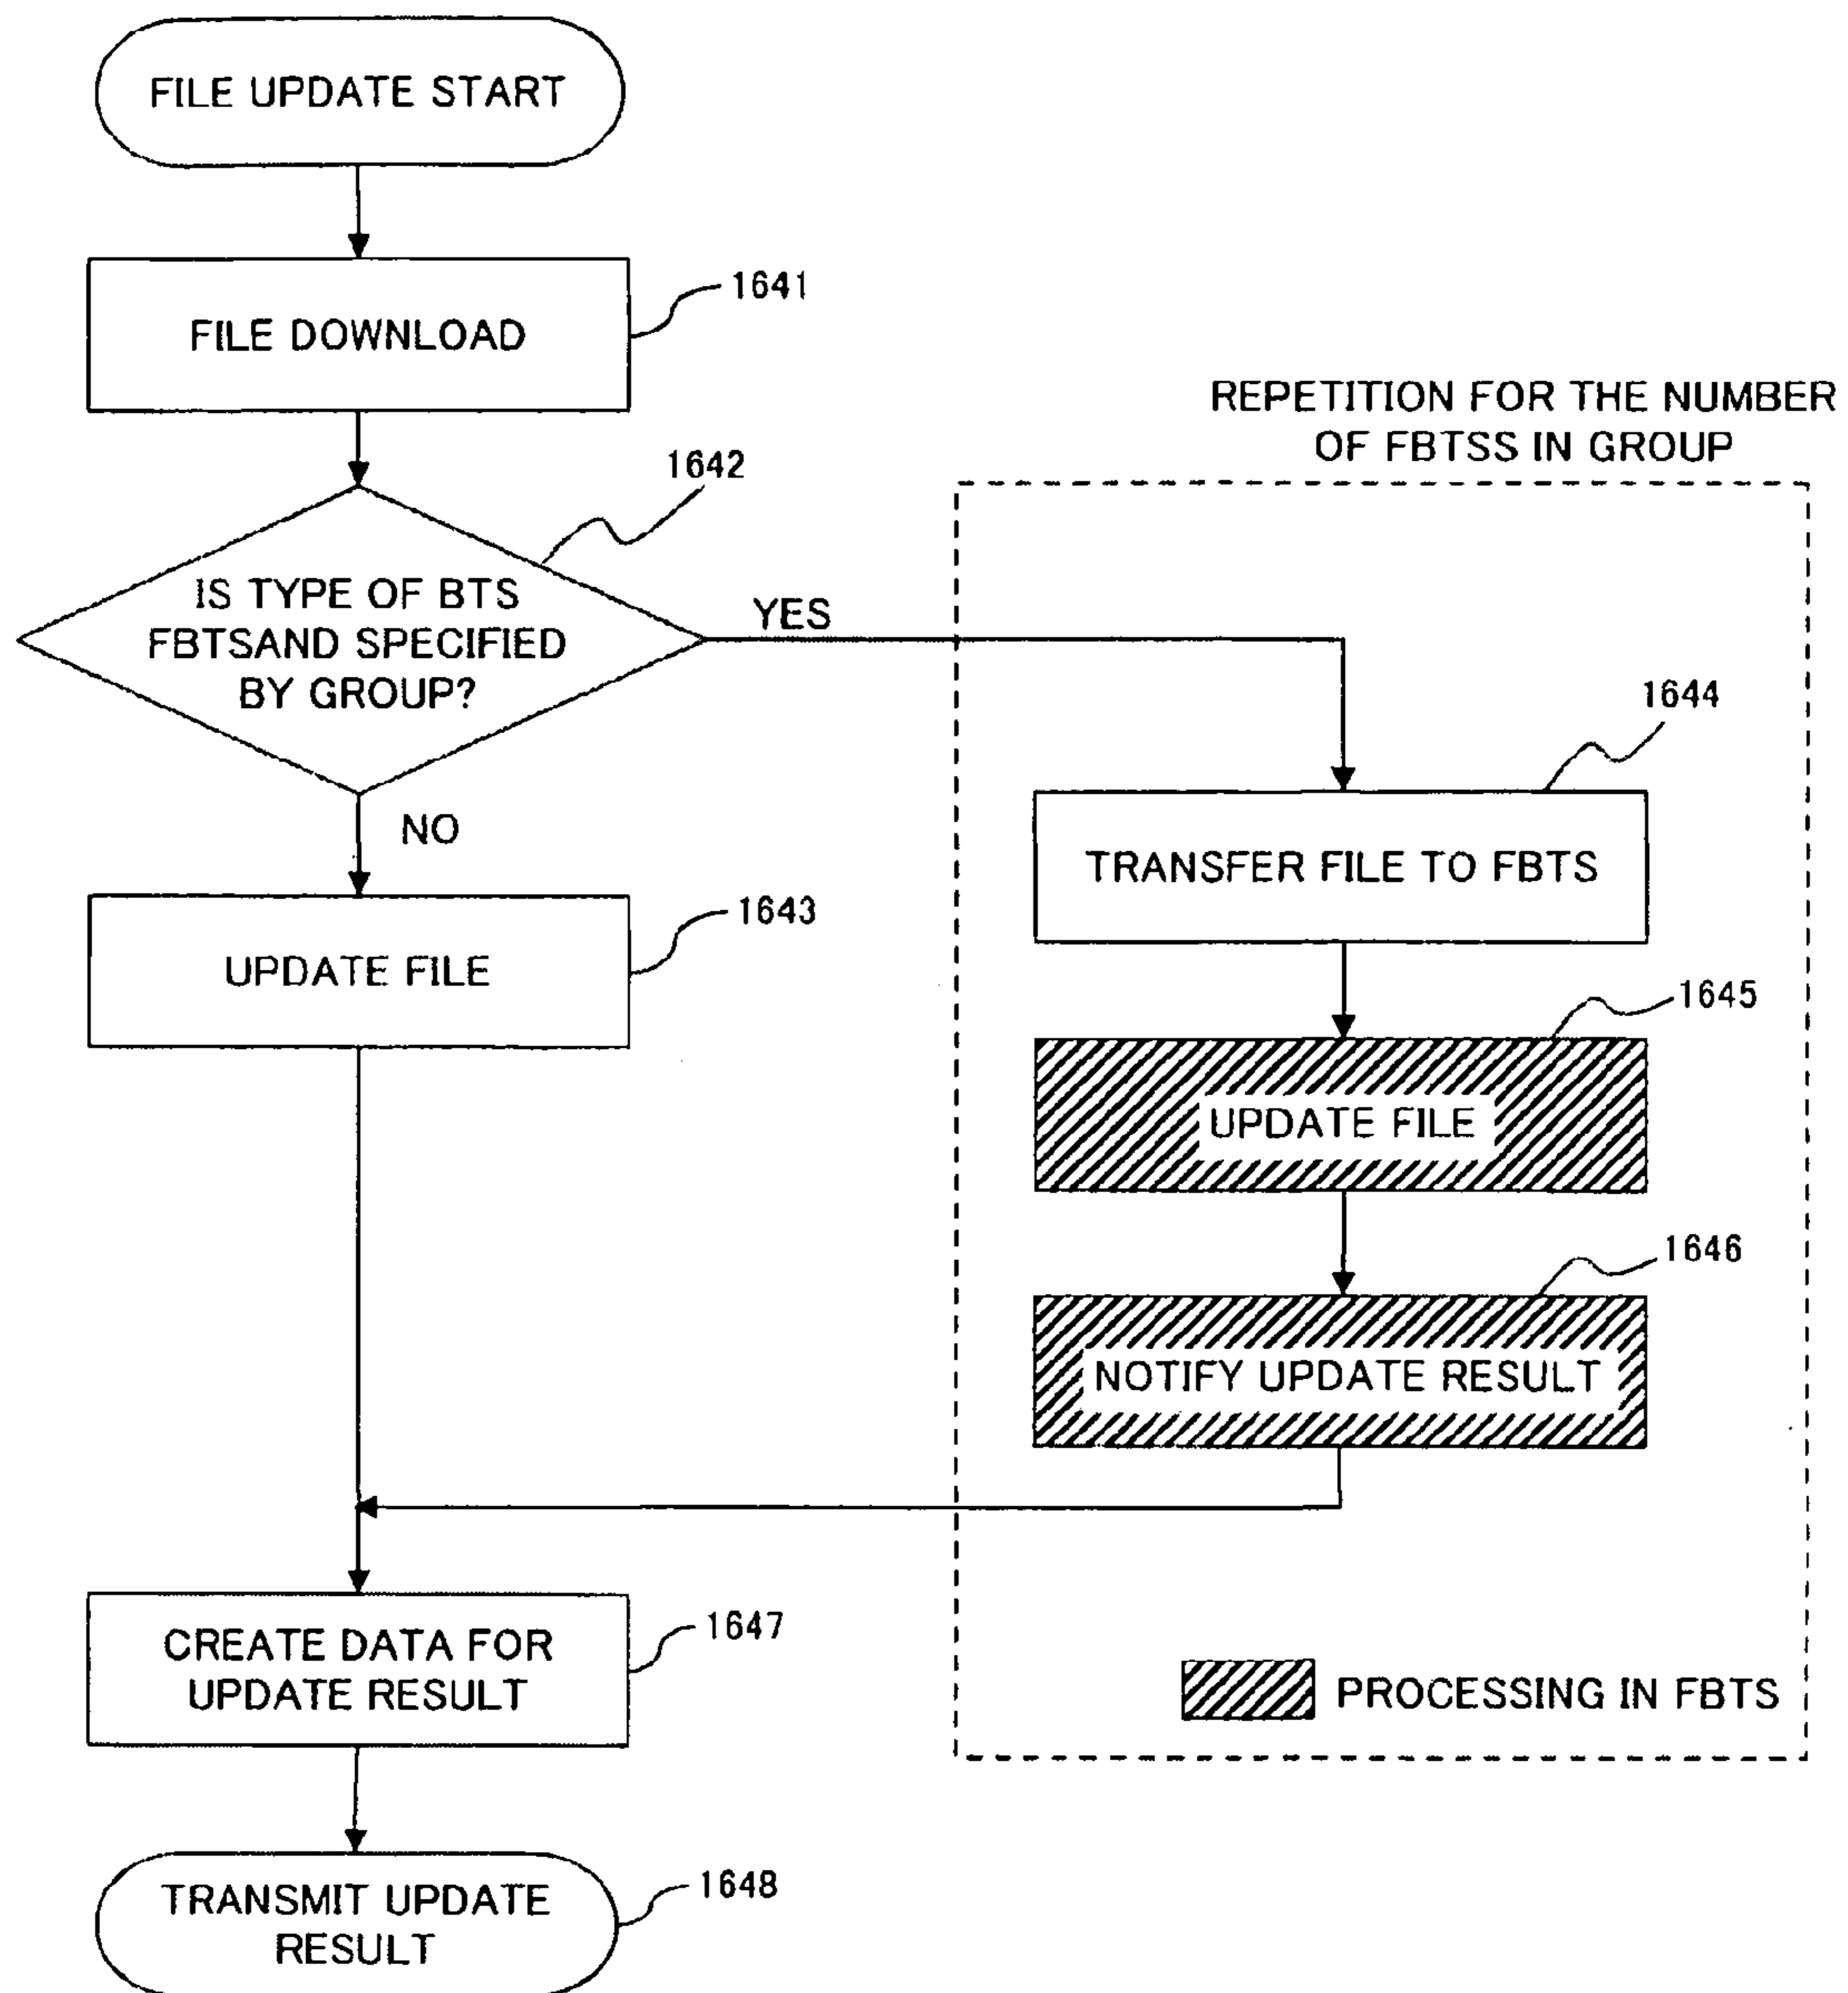 FILE UPDATE START
FILE DOWNLOAD
1641
REPETITION FOR THE NUMBER
OF FBTSS IN GROUP
1642
IS TYPE OF BTS
FBTSAND SPECIFIED
BY GROUP?
YES
NO
1644
TRANSFER FILE TO FBTS
UPDATE FILE
1643
1645
UPDATE FILE
1646
NOTIFY UPDATE RESULT
CREATE DATA FOR
UPDATE RESULT
1647
PROCESSING IN FBTS
TRANSMIT UPDATE
RESULT
1648